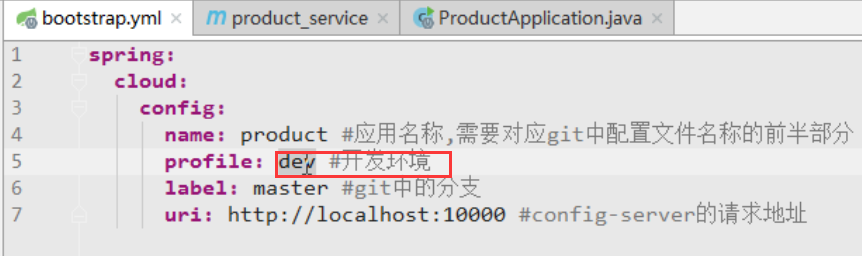 bootstrap.yml × product_service × ProductApplication.java ×
1 spring:
2 cloud:
3 config:
4 name: product #应用名称,需要对应git中配置文件名称的前半部分
5 profile: dev #开发环境
6 label: master #git中的分支
7 uri: http://localhost:10000 #config-server的请求地址